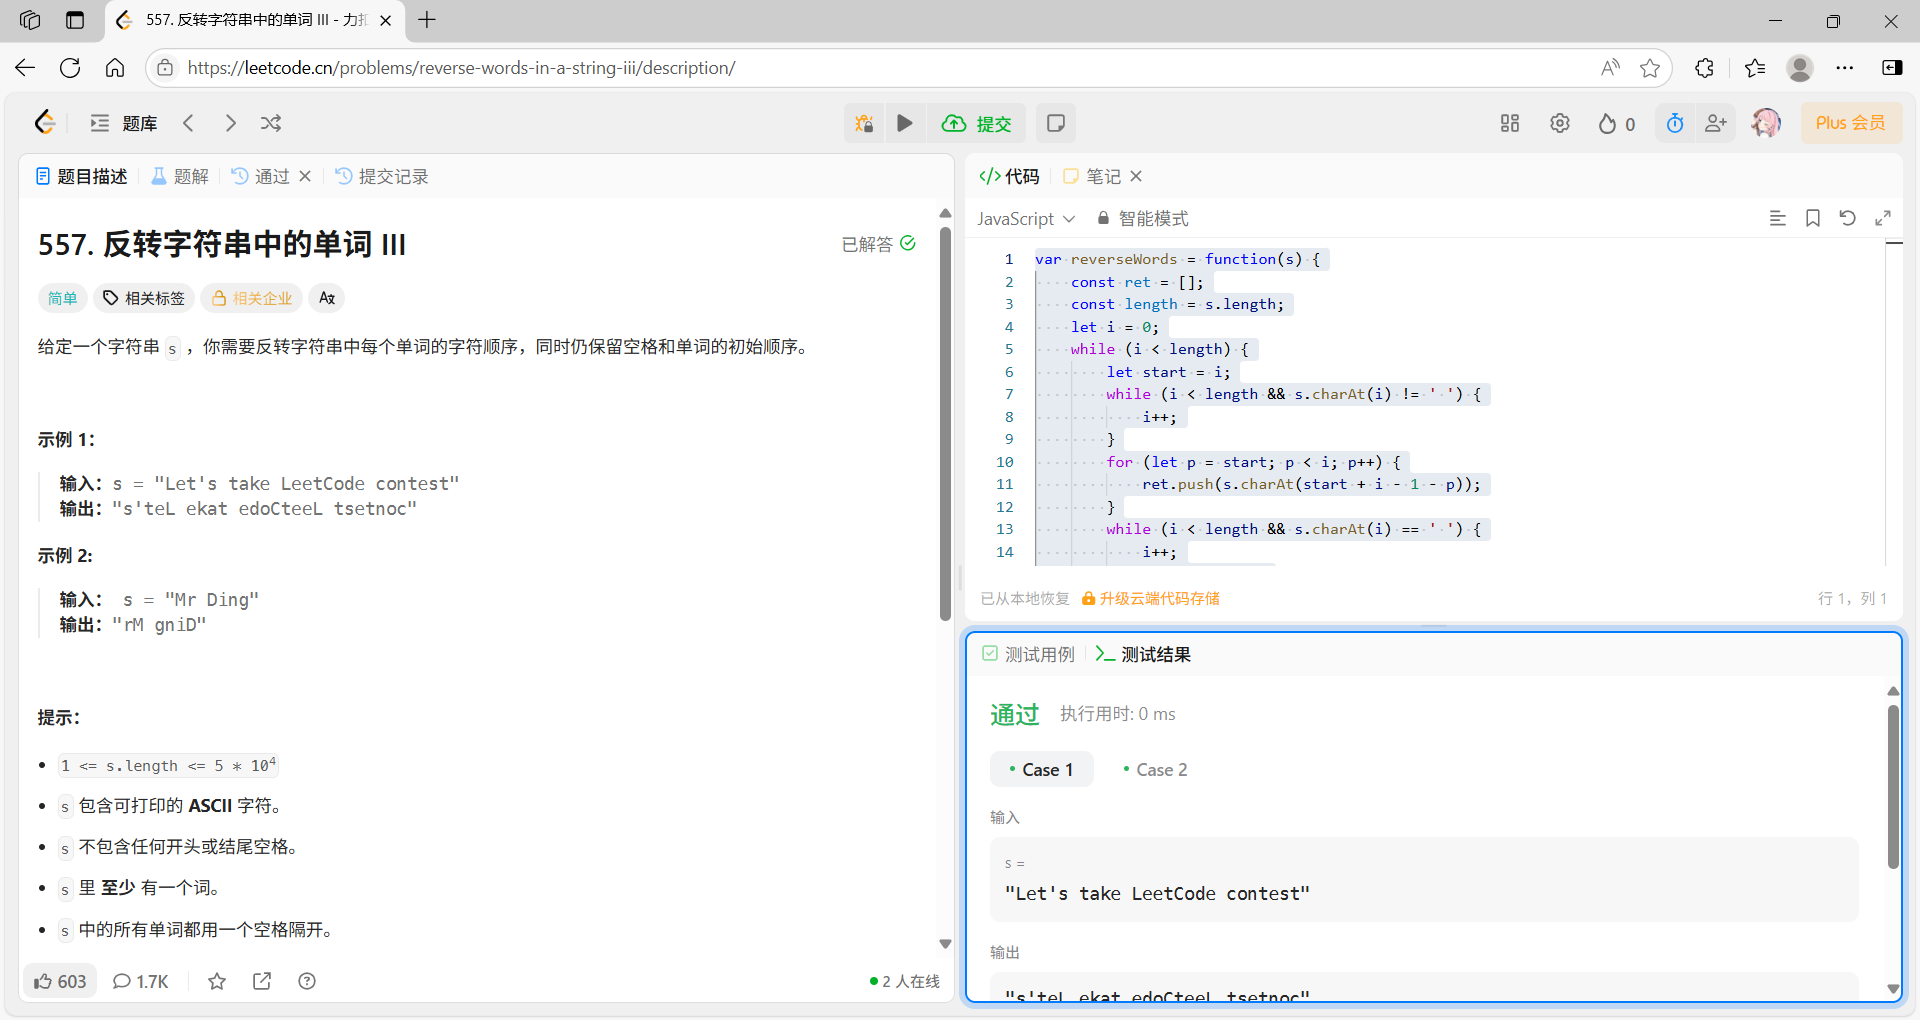 557. 反转字符串中的单词 III - 力扣
https://leetcode.cn/problems/reverse-words-in-a-string-iii/description/
题库
提交
0
Plus 会员
题目描述
题解
通过
提交记录
557. 反转字符串中的单词 III
已解答
简单
相关标签
相关企业
给定一个字符串 s ，你需要反转字符串中每个单词的字符顺序，同时仍保留空格和单词的初始顺序。
示例 1：
输入：s = "Let's take LeetCode contest"
输出："s'teL ekat edoCteeL tsetnoc"
示例 2:
输入： s = "Mr Ding"
输出："rM gniD"
提示：
1 <= s.length <= 5 * 10⁴
s 包含可打印的 ASCII 字符。
s 不包含任何开头或结尾空格。
s 里 至少 有一个词。
s 中的所有单词都用一个空格隔开。
603
1.7K
2 人在线
代码
笔记
JavaScript
智能模式
1 var reverseWords = function(s) {
2 const ret = [];
3 const length = s.length;
4 let i = 0;
5 while (i < length) {
6 let start = i;
7 while (i < length && s.charAt(i) != ' ') {
8 i++;
9 }
10 for (let p = start; p < i; p++) {
11 ret.push(s.charAt(start + i - 1 - p));
12 }
13 while (i < length && s.charAt(i) == ' ') {
14 i++;
已从本地恢复
升级云端代码存储
行 1，列 1
测试用例
测试结果
通过
执行用时: 0 ms
Case 1
Case 2
输入
s =
"Let's take LeetCode contest"
输出
"s'teL ekat edoCteeL tsetnoc"